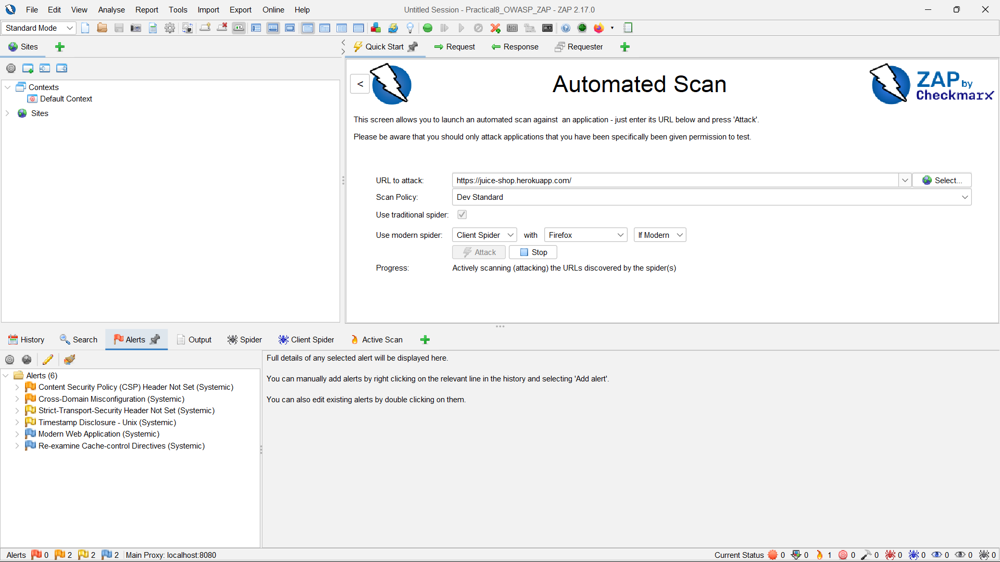 File Edit View Analyse Report Tools Import Export Online Help
Untitled Session - Practical8_OWASP_ZAP - ZAP 2.17.0
Standard Mode
Sites
Quick Start Request Response Requester
Contexts
Default Context
Sites
<
Automated Scan
ZAP by
Checkmarx
This screen allows you to launch an automated scan against  an application - just enter its URL below and press 'Attack'.
Please be aware that you should only attack applications that you have been specifically been given permission to test.
URL to attack: https://juice-shop.herokuapp.com/ Select...
Scan Policy: Dev Standard
Use traditional spider:
Use modern spider: Client Spider with Firefox If Modern
Attack Stop
Progress: Actively scanning (attacking) the URLs discovered by the spider(s)
History Search Alerts Output Spider Client Spider Active Scan
Alerts (6)
Content Security Policy (CSP) Header Not Set (Systemic)
Cross-Domain Misconfiguration (Systemic)
Strict-Transport-Security Header Not Set (Systemic)
Timestamp Disclosure - Unix (Systemic)
Modern Web Application (Systemic)
Re-examine Cache-control Directives (Systemic)
Full details of any selected alert will be displayed here.
You can manually add alerts by right clicking on the relevant line in the history and selecting 'Add alert'.
You can also edit existing alerts by double clicking on them.
Alerts 0 2 2 2 Main Proxy: localhost:8080
Current Status 0 0 1 0 0 0 0 0 0 0